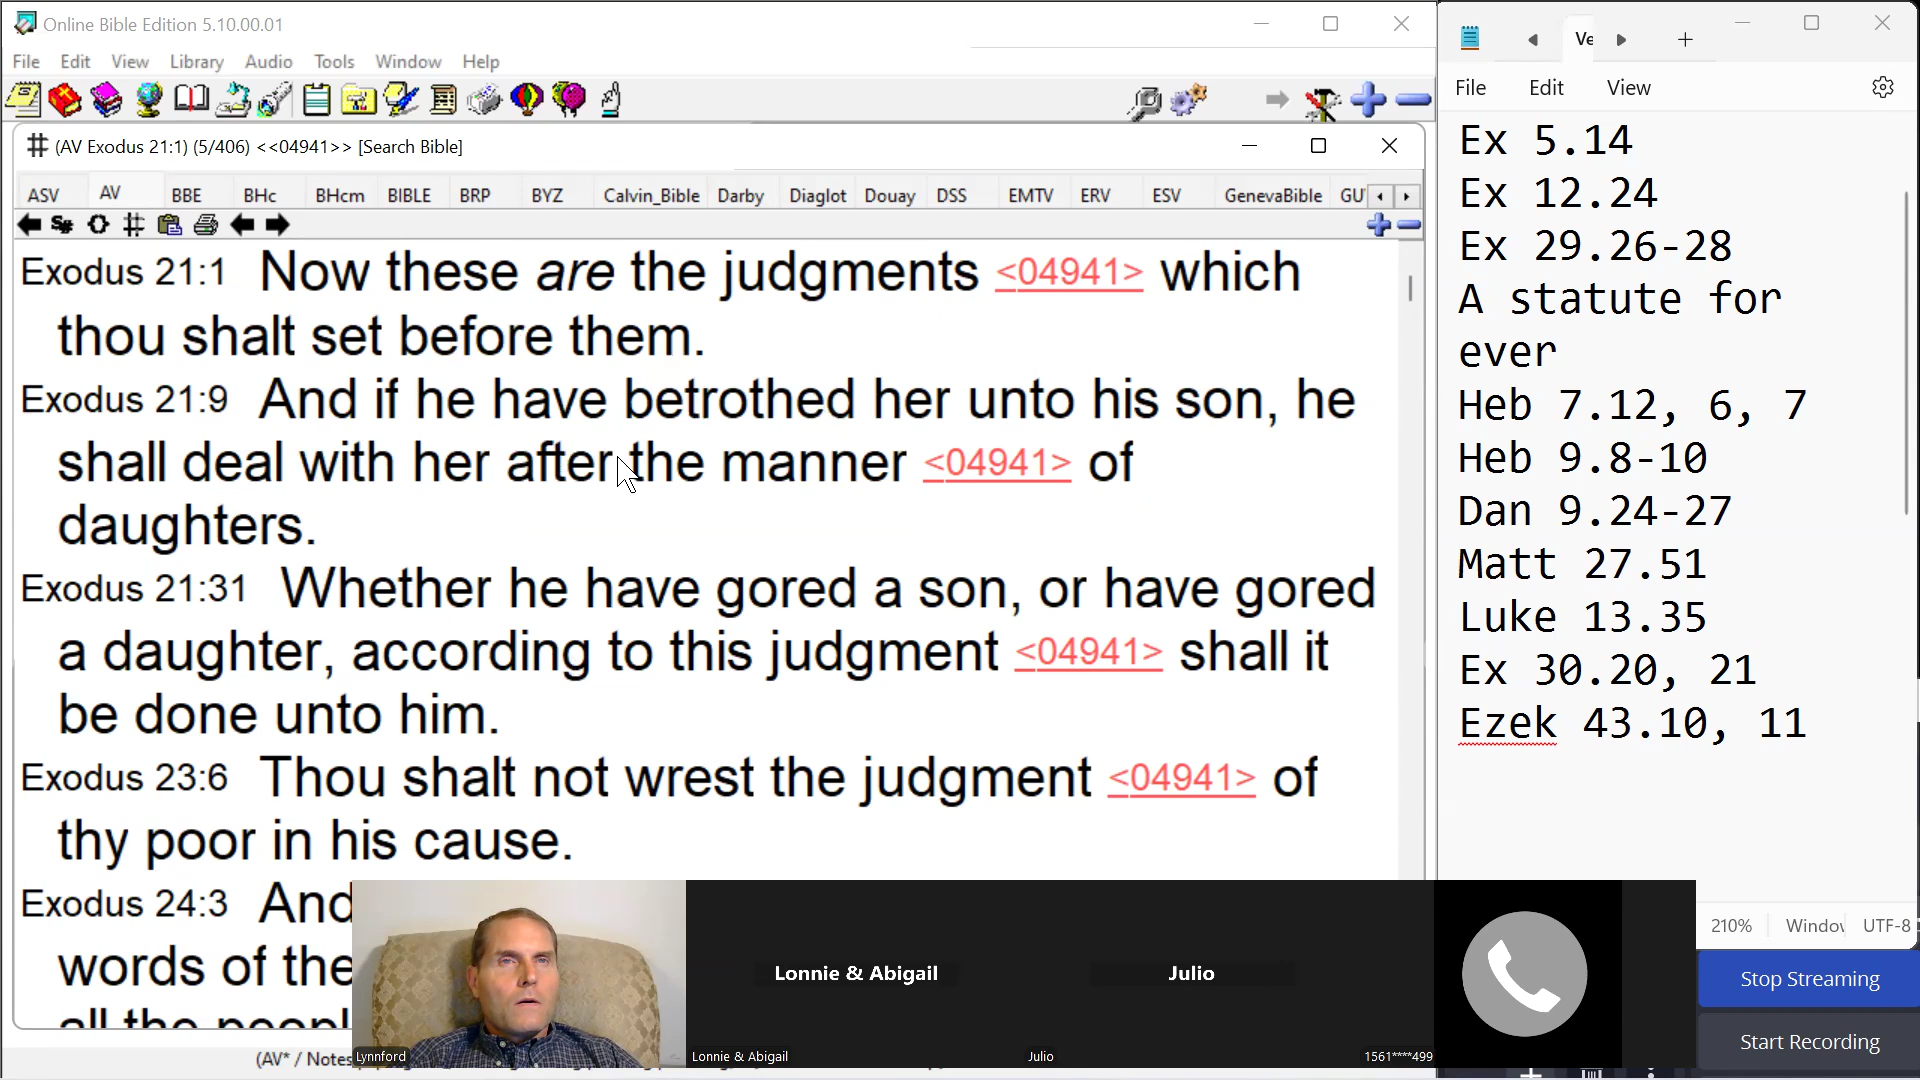 Online Bible Edition 5.10.00.01
File Edit View Library Audio Tools Window Help
(AV Exodus 21:1) (5/406) <<04941>> [Search Bible]
ASV AV BBE BHc BHcm BIBLE BRP BYZ Calvin_Bible Darby Diaglot Douay DSS EMTV ERV ESV GenevaBible
Exodus 21:1 Now these are the judgments <04941> which
thou shalt set before them.
Exodus 21:9 And if he have betrothed her unto his son, he
shall deal with her after the manner <04941> of
daughters.
Exodus 21:31 Whether he have gored a son, or have gored
a daughter, according to this judgment <04941> shall it
be done unto him.
Exodus 23:6 Thou shalt not wrest the judgment <04941> of
thy poor in his cause.
Exodus 24:3 And
words of the
all the peopl
(AV* / Notes
File Edit View
Ex 5.14
Ex 12.24
Ex 29.26-28
A statute for
ever
Heb 7.12, 6, 7
Heb 9.8-10
Dan 9.24-27
Matt 27.51
Luke 13.35
Ex 30.20, 21
Ezek 43.10, 11
210% Window UTF-8
Lonnie & Abigail
Julio
Lynnford
Lonnie & Abigail
Julio
1561****499
Stop Streaming
Start Recording